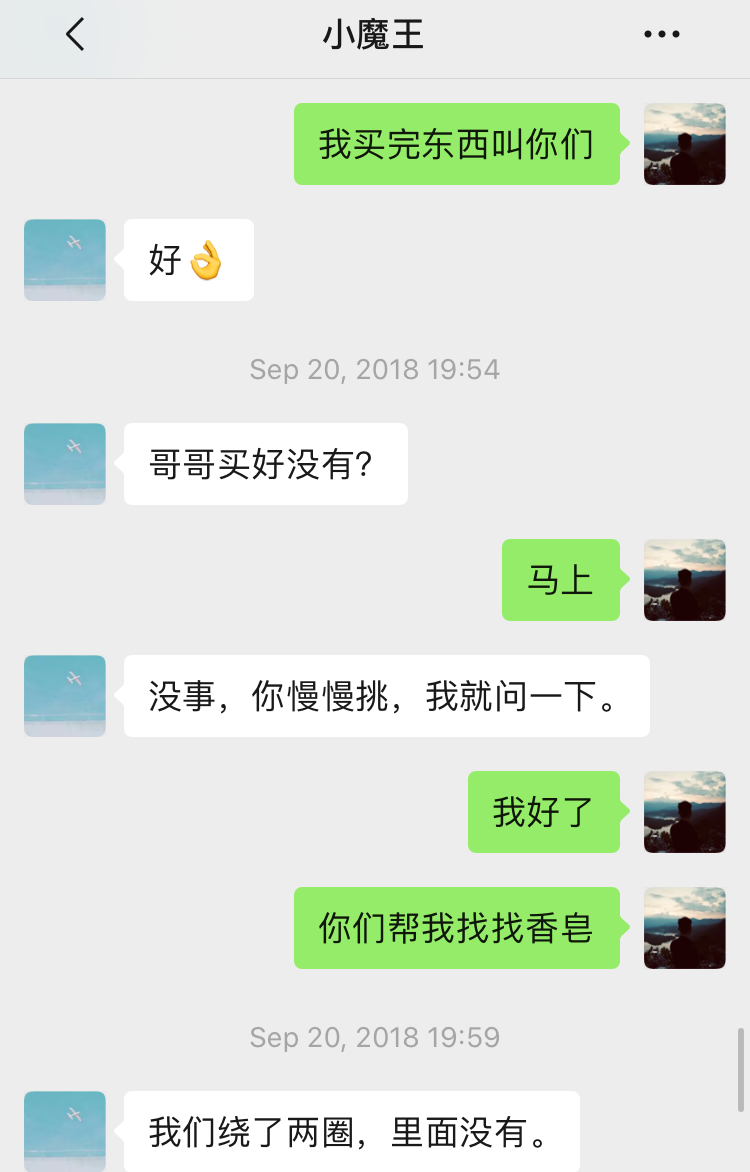 小魔王
我买完东西叫你们
好👌
Sep 20, 2018 19:54
哥哥买好没有?
马上
没事，你慢慢挑，我就问一下。
我好了
你们帮我找找香皂
Sep 20, 2018 19:59
我们绕了两圈，里面没有。